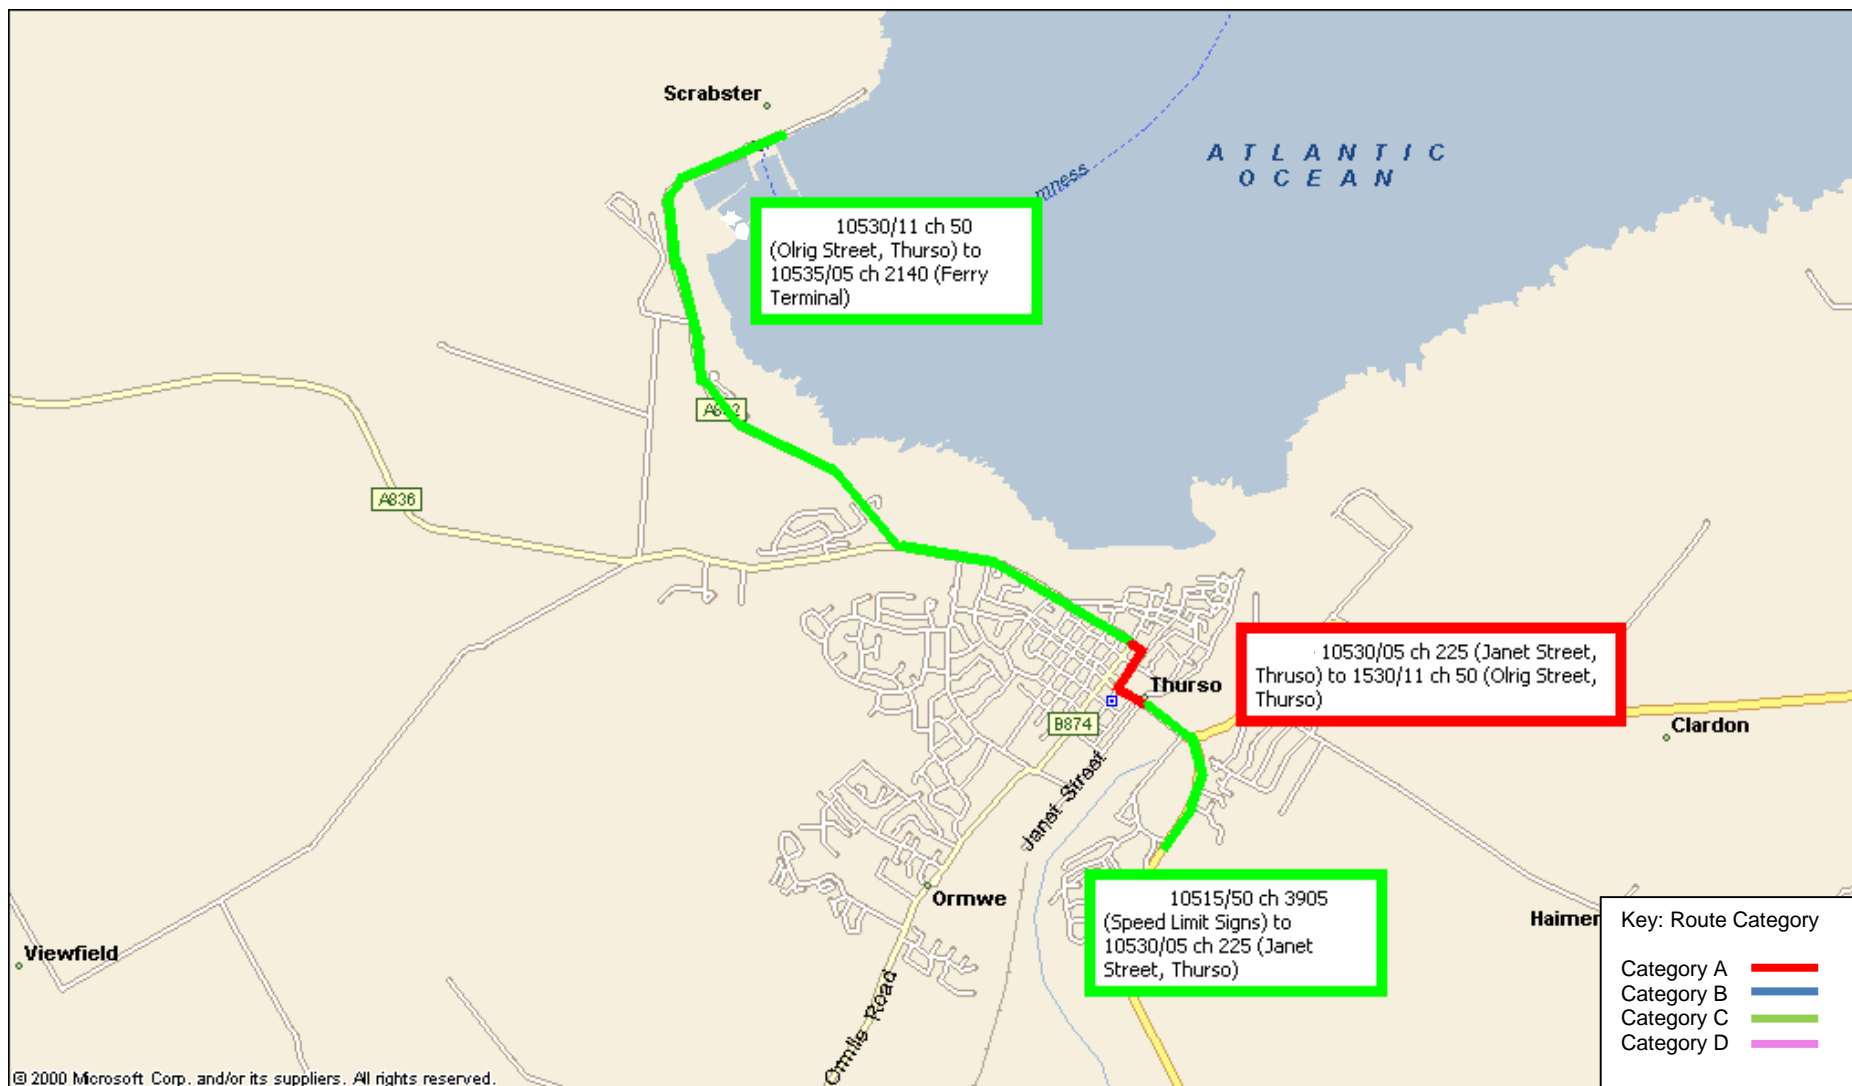 Scrabster
ATLANTIC
OCEAN
mness
10530/11 ch 50
(Olrig Street, Thurso) to
10535/05 ch 2140 (Ferry
Terminal)
A836
10530/05 ch 225 (Janet Street,
Thruso) to 1530/11 ch 50 (Olrig Street,
Thurso)
Thurso
B874
Clardon
Janet Street
Ormwe
10515/50 ch 3905
(Speed Limit Signs) to
10530/05 ch 225 (Janet
Street, Thurso)
Haimer
Viewfield
Ormlie Road
Key: Route Category
Category A
Category B
Category C
Category D
© 2000 Microsoft Corp. and/or its suppliers. All rights reserved.